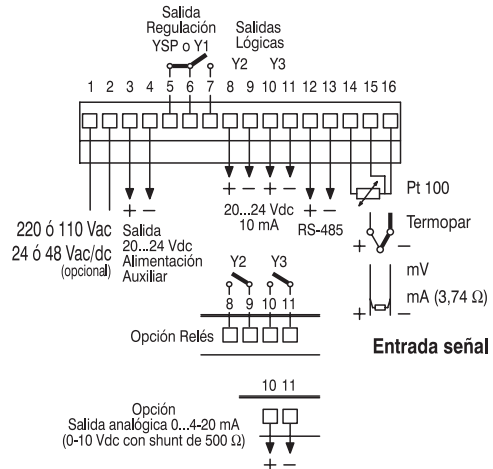 Salida
Regulación
YSP o Y1
Salidas
Lógicas
Y2 Y3
1 2 3 4 5 6 7 8 9 10 11 12 13 14 15 16
+ − + − + − + −
220 ó 110 Vac
24 ó 48 Vac/dc
(opcional)
Salida
20...24 Vdc
Alimentación
Auxiliar
20...24 Vdc
10 mA
RS-485
Pt 100
Termopar
+ −
mV
mA (3,74 Ω)
+ −
Entrada señal
Y2 Y3
8 9 10 11
Opción Relés
10 11
Opción
Salida analógica 0...4-20 mA
(0-10 Vdc con shunt de 500 Ω)
+ −